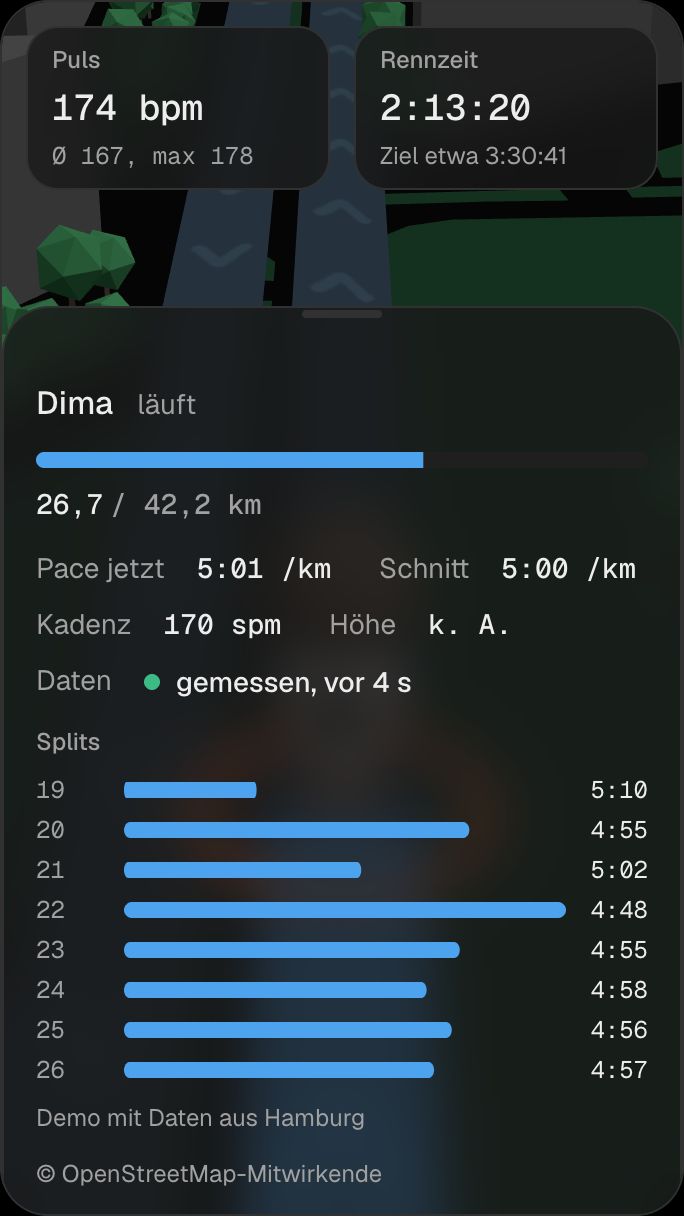 Puls
174 bpm
Ø 167, max 178
Rennzeit
2:13:20
Ziel etwa 3:30:41
Dima läuft
26,7 / 42,2 km
Pace jetzt 5:01 /km Schnitt 5:00 /km
Kadenz 170 spm Höhe k. A.
Daten gemessen, vor 4 s
Splits
19 5:10
20 4:55
21 5:02
22 4:48
23 4:55
24 4:58
25 4:56
26 4:57
Demo mit Daten aus Hamburg
© OpenStreetMap-Mitwirkende